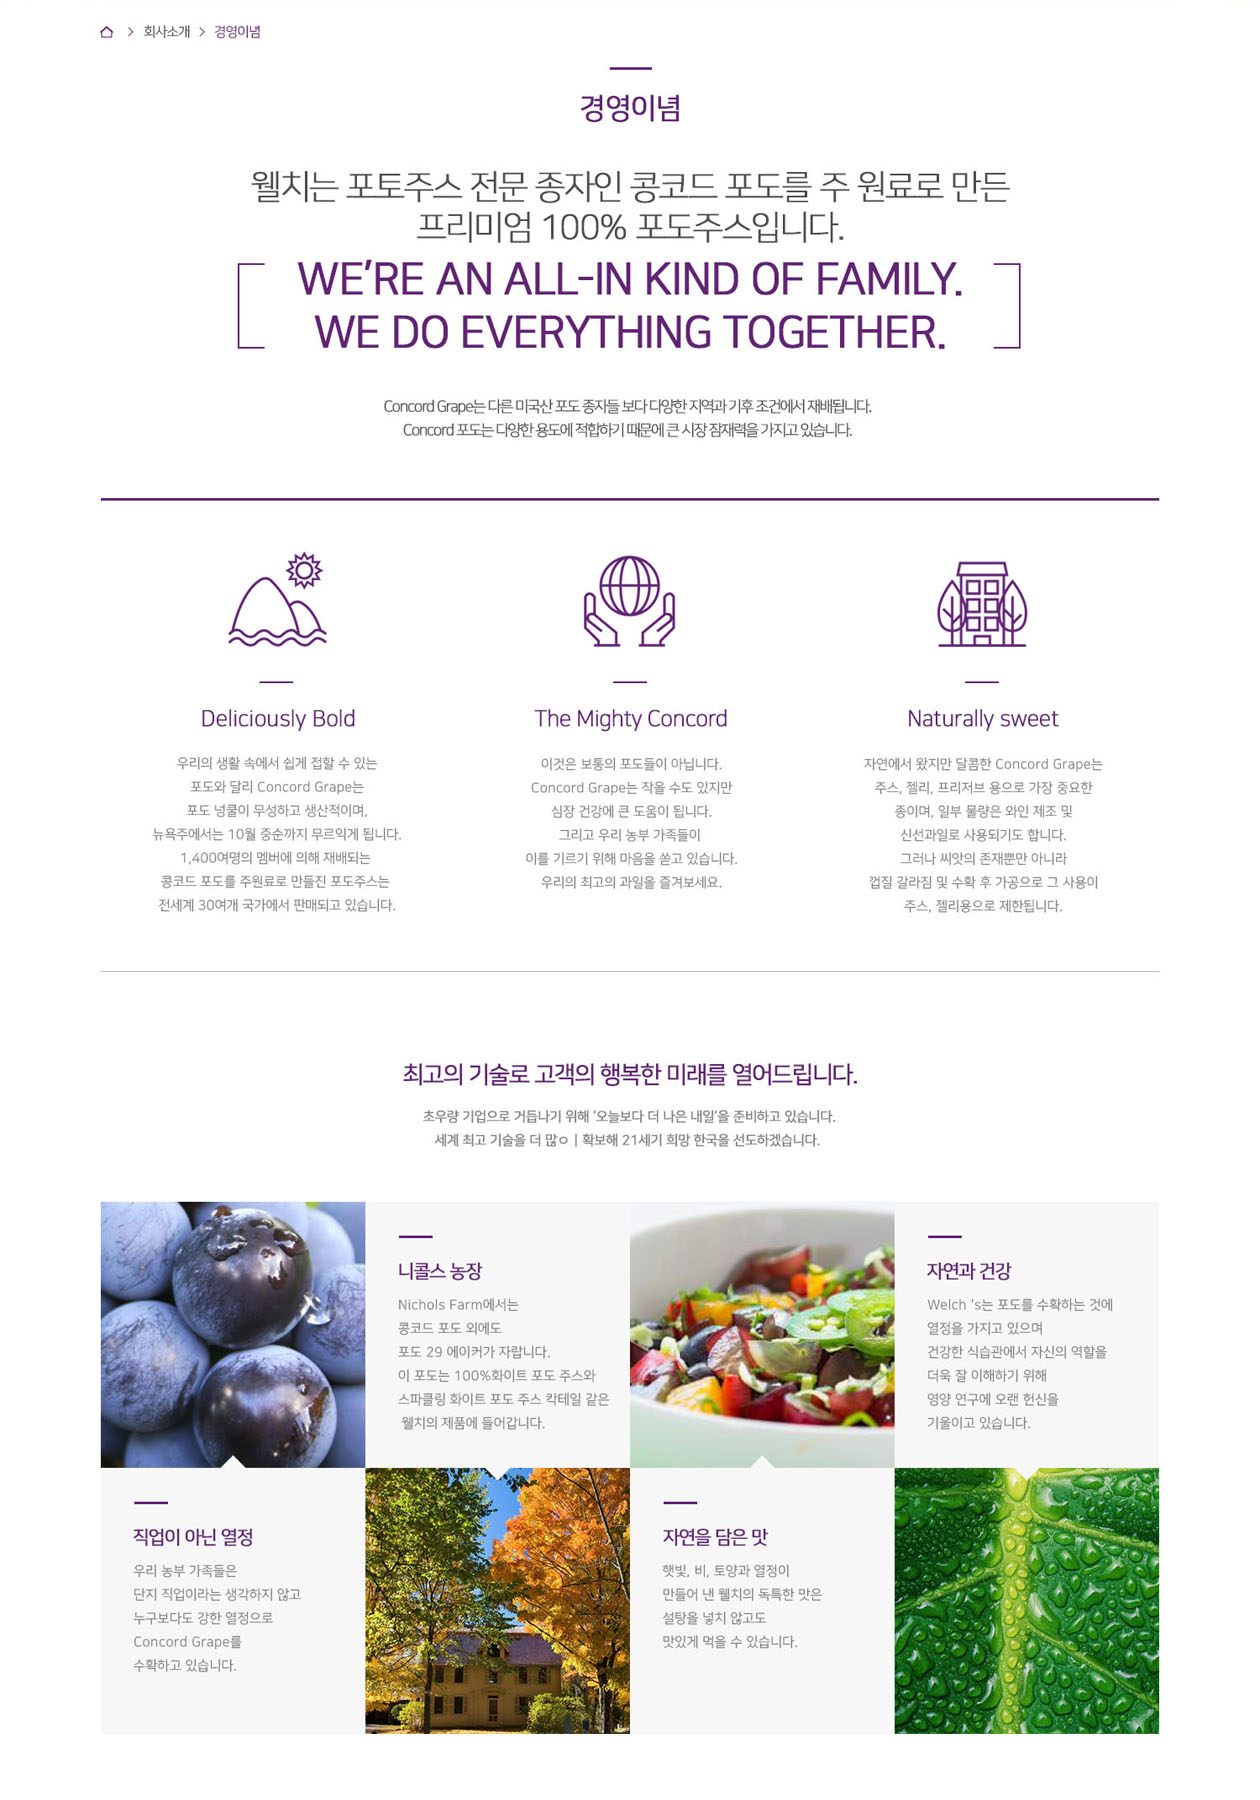 회사소개 > 경영이념
경영이념
웰치는 포토주스 전문 종자인 콩코드 포도를 주 원료로 만든
프리미엄 100% 포도주스입니다.
WE'RE AN ALL-IN KIND OF FAMILY.
WE DO EVERYTHING TOGETHER.
Concord Grape는 다른 미국산 포도 종자들 보다 다양한 지역과 기후 조건에서 재배됩니다.
Concord 포도는 다양한 용도에 적합하기 때문에 큰 시장 잠재력을 가지고 있습니다.
Deliciously Bold
우리의 생활 속에서 쉽게 접할 수 있는
포도와 달리 Concord Grape는
포도 넝쿨이 무성하고 생산적이며,
뉴욕주에서는 10월 중순까지 무르익게 됩니다.
1,400여명의 멤버에 의해 재배되는
콩코드 포도를 주원료로 만들진 포도주스는
전세계 30여개 국가에서 판매되고 있습니다.
The Mighty Concord
이것은 보통의 포도들이 아닙니다.
Concord Grape는 작을 수도 있지만
심장 건강에 큰 도움이 됩니다.
그리고 우리 농부 가족들이
이를 기르기 위해 마음을 쏟고 있습니다.
우리의 최고의 과일을 즐겨보세요.
Naturally sweet
자연에서 왔지만 달콤한 Concord Grape는
주스, 젤리, 프리저브 용으로 가장 중요한
종이며, 일부 물량은 와인 제조 및
신선과일로 사용되기도 합니다.
그러나 씨앗의 존재뿐만 아니라
껍질 갈라짐 및 수확 후 가공으로 그 사용이
주스, 젤리용으로 제한됩니다.
최고의 기술로 고객의 행복한 미래를 열어드립니다.
초우량 기업으로 거듭나기 위해 '오늘보다 더 나은 내일'을 준비하고 있습니다.
세계 최고 기술을 더 많ㅇㅣ확보해 21세기 희망 한국을 선도하겠습니다.
니콜스 농장
Nichols Farm에서는
콩코드 포도 외에도
포도 29 에이커가 자랍니다.
이 포도는 100%화이트 포도 주스와
스파클링 화이트 포도 주스 칵테일 같은
웰치의 제품에 들어갑니다.
자연과 건강
Welch 's는 포도를 수확하는 것에
열정을 가지고 있으며
건강한 식습관에서 자신의 역할을
더욱 잘 이해하기 위해
영양 연구에 오랜 헌신을
기울이고 있습니다.
직업이 아닌 열정
우리 농부 가족들은
단지 직업이라는 생각하지 않고
누구보다도 강한 열정으로
Concord Grape를
수확하고 있습니다.
자연을 담은 맛
햇빛, 비, 토양과 열정이
만들어 낸 웰치의 독특한 맛은
설탕을 넣치 않고도
맛있게 먹을 수 있습니다.